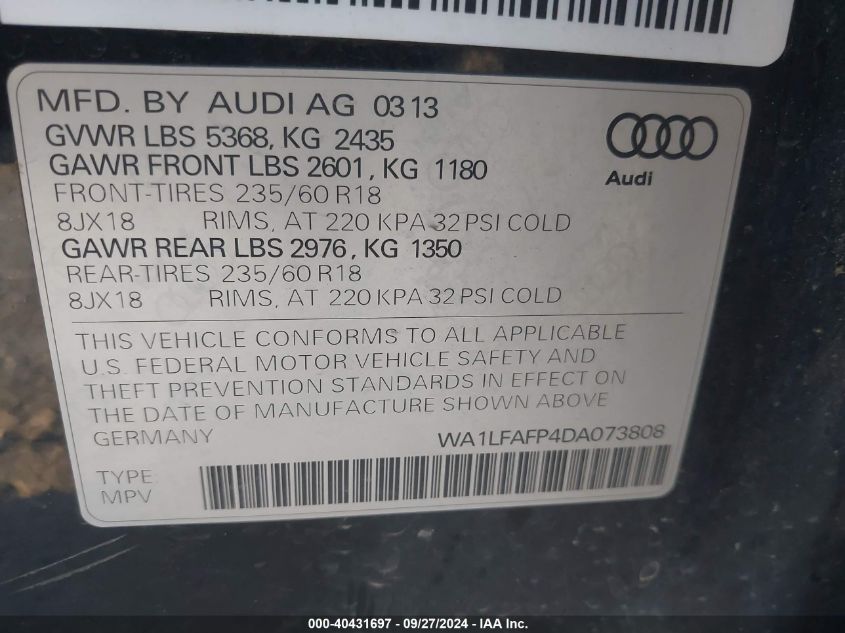 MFD. BY AUDI AG 0313
GVWR LBS 5368, KG 2435
GAWR FRONT LBS 2601, KG 1180
FRONT-TIRES 235/60 R18
8JX18 RIMS, AT 220 KPA 32 PSI COLD
GAWR REAR LBS 2976, KG 1350
REAR-TIRES 235/60 R18
8JX18 RIMS, AT 220 KPA 32 PSI COLD
Audi
THIS VEHICLE CONFORMS TO ALL APPLICABLE
U.S. FEDERAL MOTOR VEHICLE SAFETY AND
THEFT PREVENTION STANDARDS IN EFFECT ON
THE DATE OF MANUFACTURE SHOWN ABOVE
GERMANY WA1LFAFP4DA073808
TYPE:
MPV
000-40431697 - 09/27/2024 - IAA Inc.